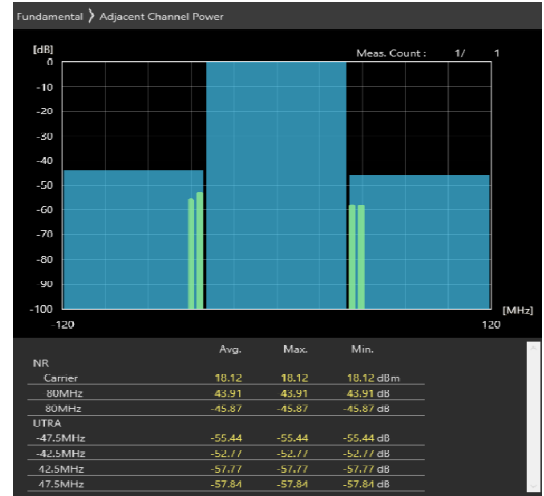 Fundamental > Adjacent Channel Power
[dB]
Meas. Count : 1/ 1
0
-10
-20
-30
-40
-50
-60
-70
-80
90
-100
[MHz]
-120 120
Avg. Max. Min.
NR
Carrier 18.12 18.12 18.12 dBm
80MHz 43.91 43.91 43.91 dB
80MHz -45.87 -45.87 -45.87 dB
UTRA
-47.5MHz -55.44 -55.44 -55.44 dB
-42.5MHz -52.77 -52.77 -52.77 dB
42.5MHz -57.77 -57.77 -57.77 dB
47.5MHz -57.84 -57.84 -57.84 dB